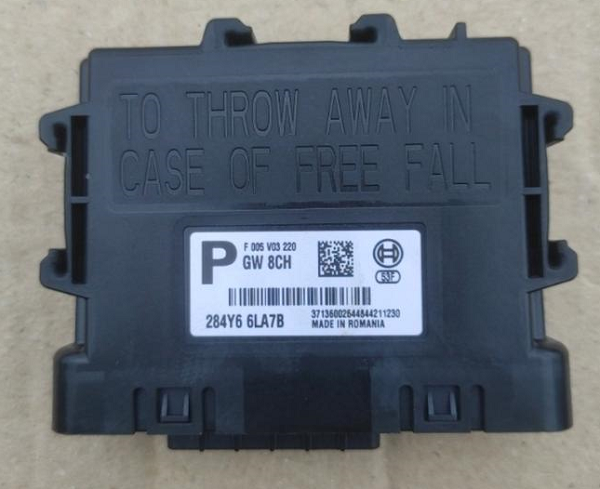 TO THROW AWAY IN
CASE OF FREE FALL
P
F 005 V03 220
GW 8CH
53F
284Y6 6LA7B
37136002644844211230
MADE IN ROMANIA